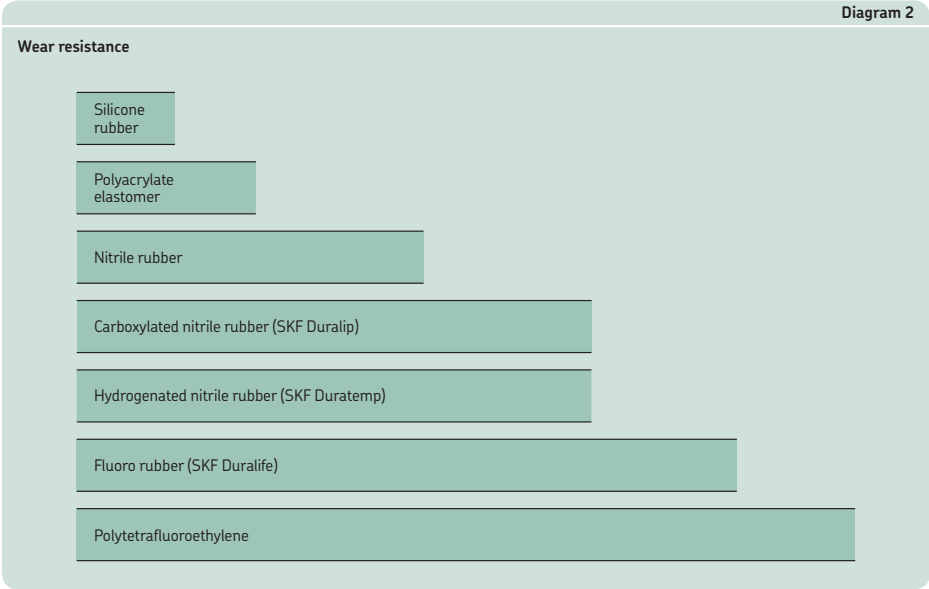 Diagram 2
Wear resistance
Silicone
rubber
Polyacrylate
elastomer
Nitrile rubber
Carboxylated nitrile rubber (SKF Duralip)
Hydrogenated nitrile rubber (SKF Duratemp)
Fluoro rubber (SKF Duralife)
Polytetrafluoroethylene